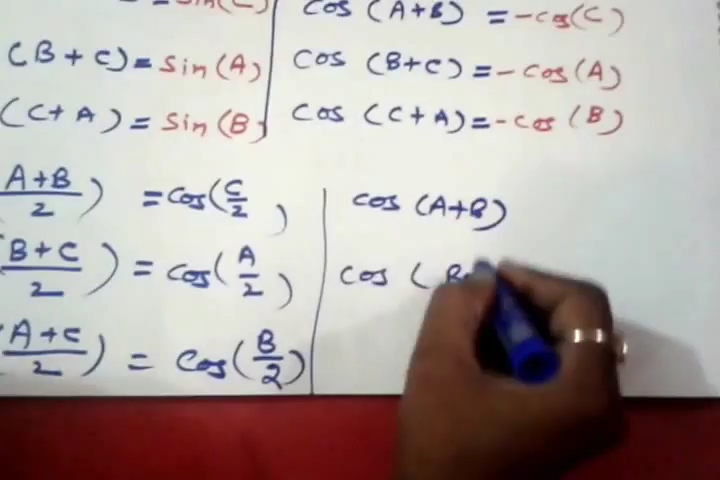 sin(C) cos (A+B) = -cos(C)
(B+C) = sin(A) cos (B+C) = -cos(A)
(C+A) = sin(B) cos (C+A) = -cos(B)
A+B/2) = cos(C/2) cos (A+B)
(B+C/2) = cos(A/2) cos ( B
(A+C/2) = cos(B/2)